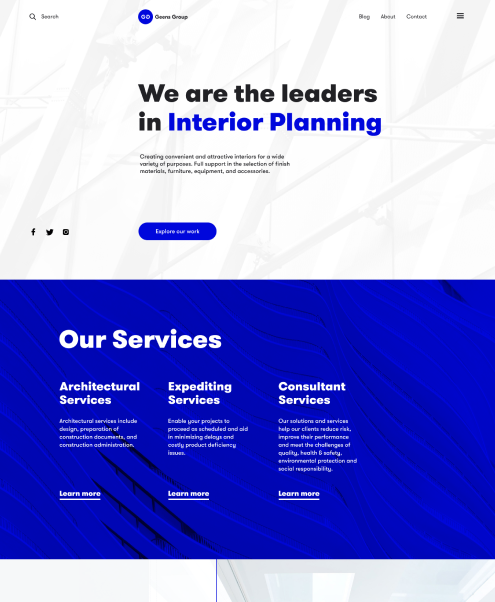 Search
GD Geens Group
Blog About Contact
We are the leaders
in Interior Planning
Creating convenient and attractive interiors for a wide
variety of purposes. Full support in the selection of finish
materials, furniture, equipment, and accessories.
Explore our work
Our Services
Architectural
Services
Architectural services include
design, preparation of
construction documents, and
construction administration.
Learn more
Expediting
Services
Enable your projects to
proceed as scheduled and aid
in minimizing delays and
costly product deficiency
issues.
Learn more
Consultant
Services
Our solutions and services
help our clients reduce risk,
improve their performance
and meet the challenges of
quality, health & safety,
environmental protection and
social responsibility.
Learn more